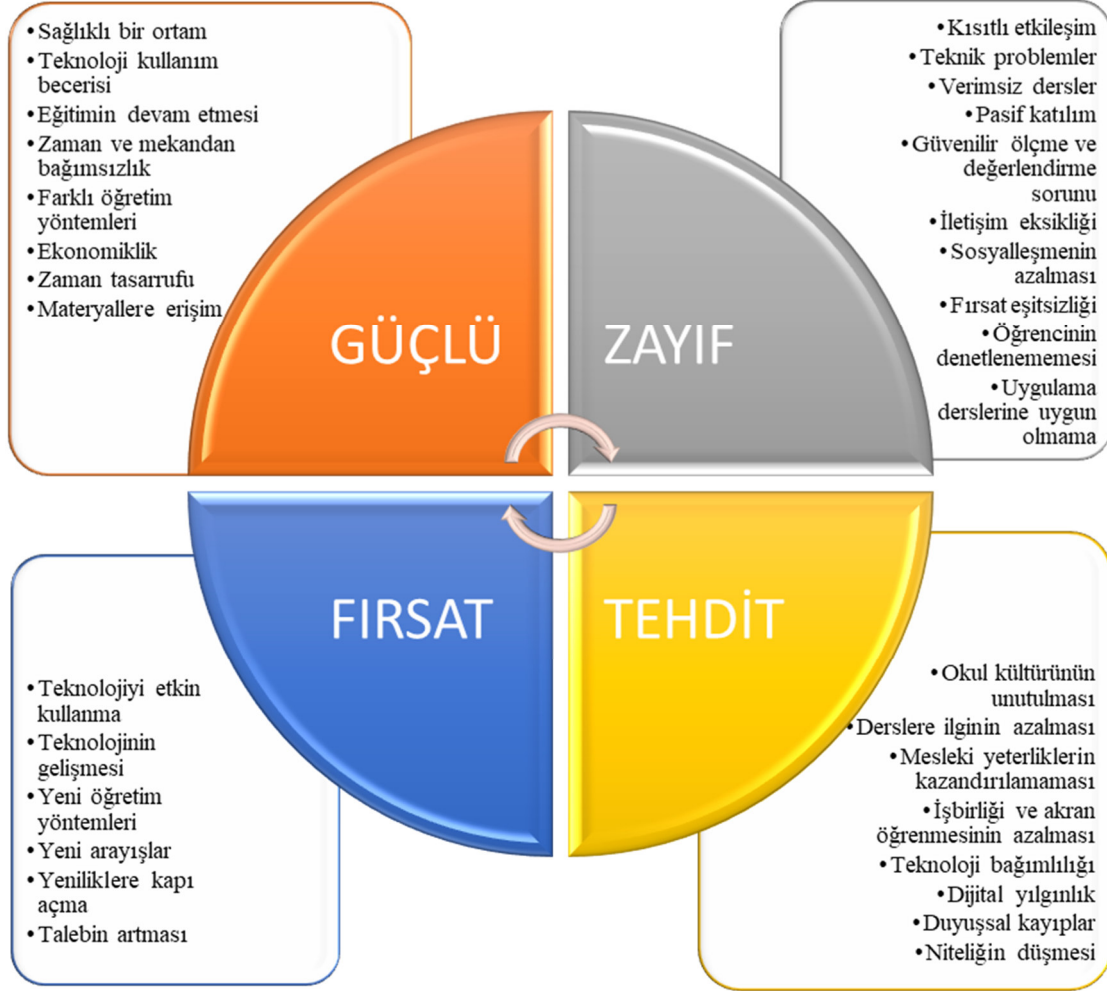 • Sağlıklı bir ortam
• Teknoloji kullanım
becerisi
• Eğitimin devam etmesi
• Zaman ve mekandan
bağımsızlık
• Farklı öğretim
yöntemleri
• Ekonomiklik
• Zaman tasarrufu
• Materyallere erişim
GÜÇLÜ
• Kısıtlı etkileşim
• Teknik problemler
• Verimsiz dersler
• Pasif katılım
• Güvenilir ölçme ve
değerlendirme
sorunu
• İletişim eksikliği
• Sosyalleşmenin
azalması
• Fırsat eşitsizliği
• Öğrencinin
denetlenememesi
• Uygulama
derslerine uygun
olmama
ZAYIF
FIRSAT
• Teknolojiyi etkin
kullanma
• Teknolojinin
gelişmesi
• Yeni öğretim
yöntemleri
• Yeni arayışlar
• Yeniliklere kapı
açma
• Talebin artması
TEHDİT
• Okul kültürünün
unutulması
• Derslere ilginin azalması
• Mesleki yeterliklerin
kazandırılamaması
• İşbirliği ve akran
öğrenmesinin azalması
• Teknoloji bağımlılığı
• Dijital yılgınlık
• Duyuşsal kayıplar
• Niteliğin düşmesi